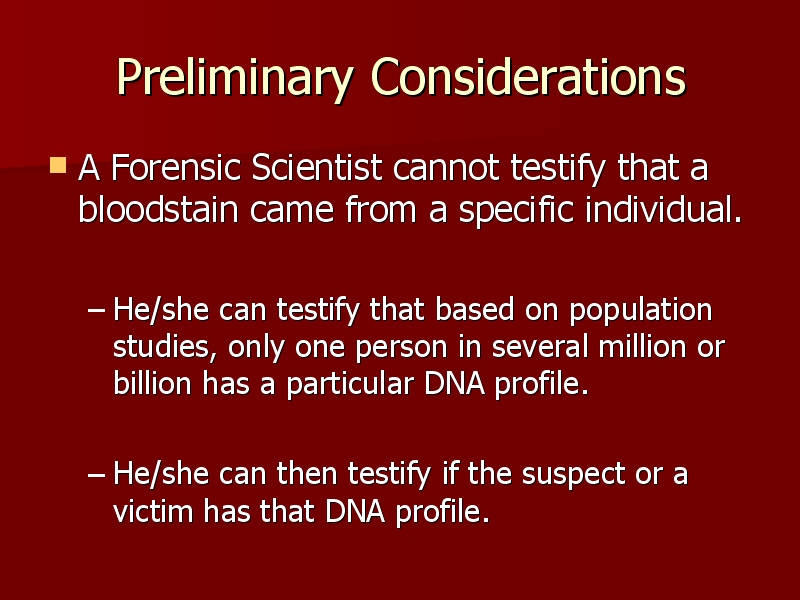 Preliminary Considerations
A Forensic Scientist cannot testify that a
bloodstain came from a specific individual.
– He/she can testify that based on population
studies, only one person in several million or
billion has a particular DNA profile.
– He/she can then testify if the suspect or a
victim has that DNA profile.